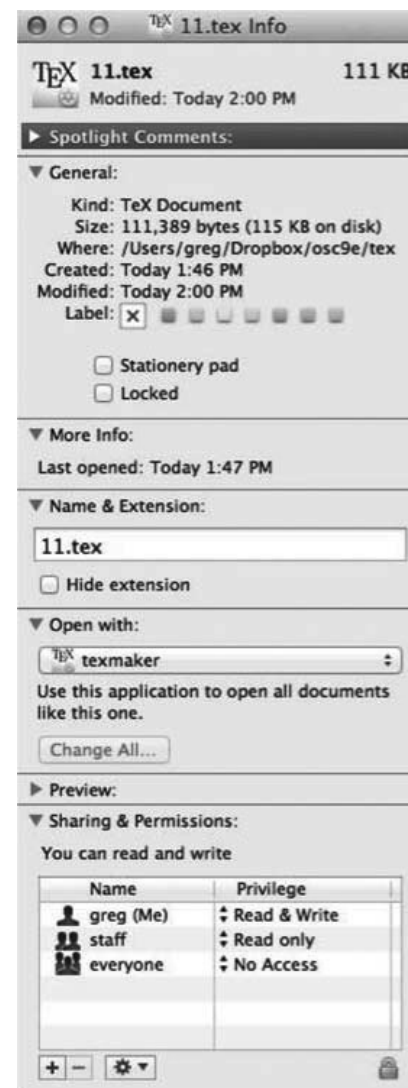 TEX 11.tex Info
TEX 11.tex 111 KB
Modified: Today 2:00 PM
Spotlight Comments:
General:
Kind: TeX Document
Size: 111,389 bytes (115 KB on disk)
Where: /Users/greg/Dropbox/osc9e/tex
Created: Today 1:46 PM
Modified: Today 2:00 PM
Label:
Stationery pad
Locked
More Info:
Last opened: Today 1:47 PM
Name & Extension:
11.tex
Hide extension
Open with:
TEX texmaker
Use this application to open all documents
like this one.
Change All...
Preview:
Sharing & Permissions:
You can read and write
Name Privilege
greg (Me) Read & Write
staff Read only
everyone No Access